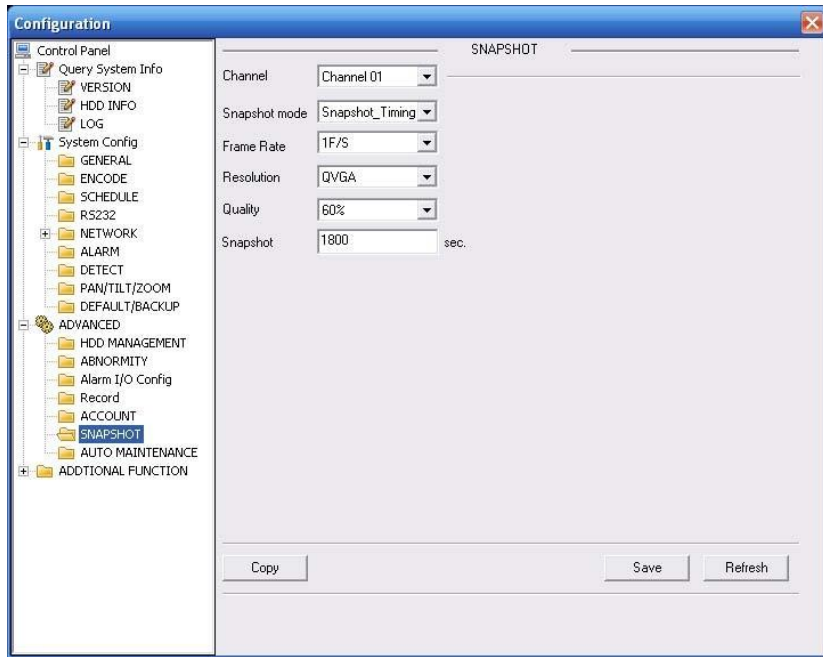 Configuration
Control Panel
Query System Info
VERSION
HDD INFO
LOG
System Config
GENERAL
ENCODE
SCHEDULE
RS232
NETWORK
ALARM
DETECT
PAN/TILT/ZOOM
DEFAULT/BACKUP
ADVANCED
HDD MANAGEMENT
ABNORMITY
Alarm I/O Config
Record
ACCOUNT
SNAPSHOT
AUTO MAINTENANCE
ADDTIONAL FUNCTION
SNAPSHOT
Channel Channel 01
Snapshot mode Snapshot_Timing
Frame Rate 1F/S
Resolution QVGA
Quality 60%
Snapshot 1800 sec.
Copy Save Refresh